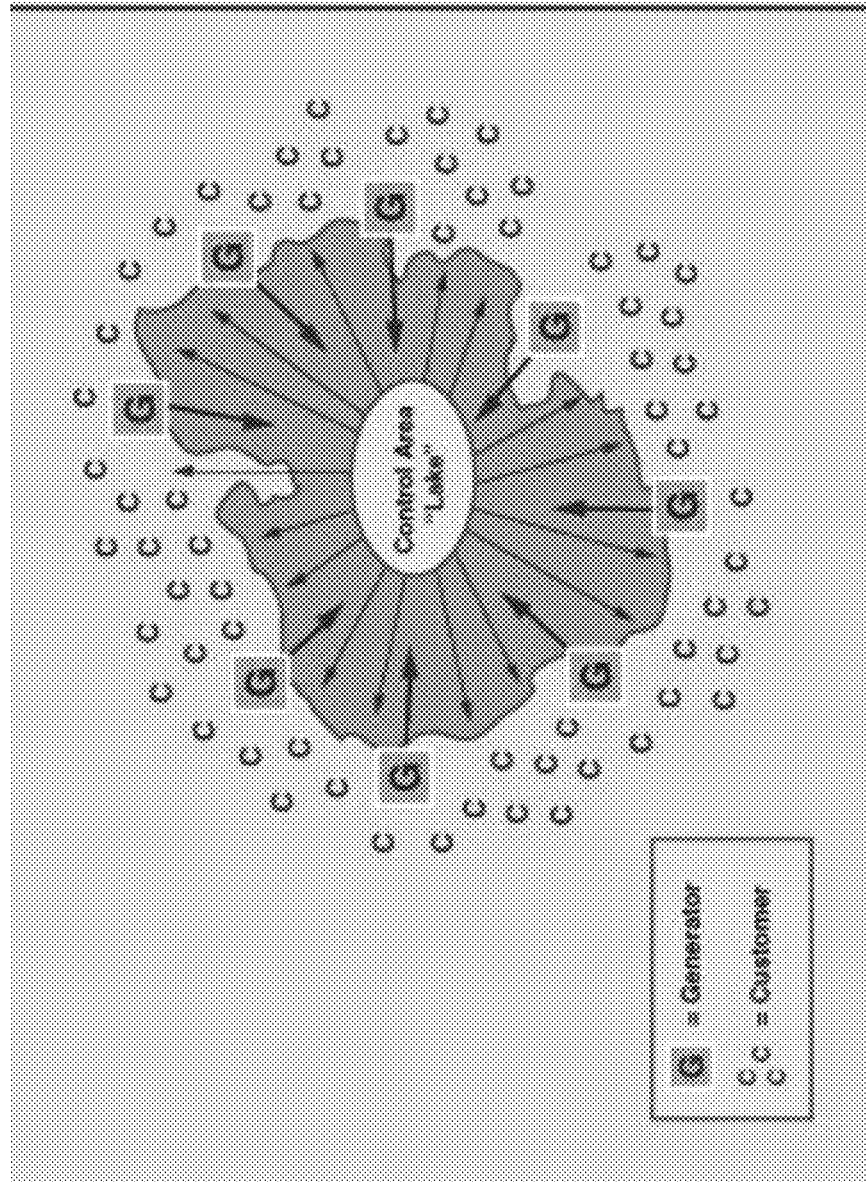 C C C C
C C C G C
C C C C
C C C C C G C
C C C G C C
C C C C
C G G C
Control Area
"Lake"
C C C C
C C C C C C C
C C C G
C G C
C C C C C
C C G C C C C
C C C C C C C
G = Generator
C C C = Customer